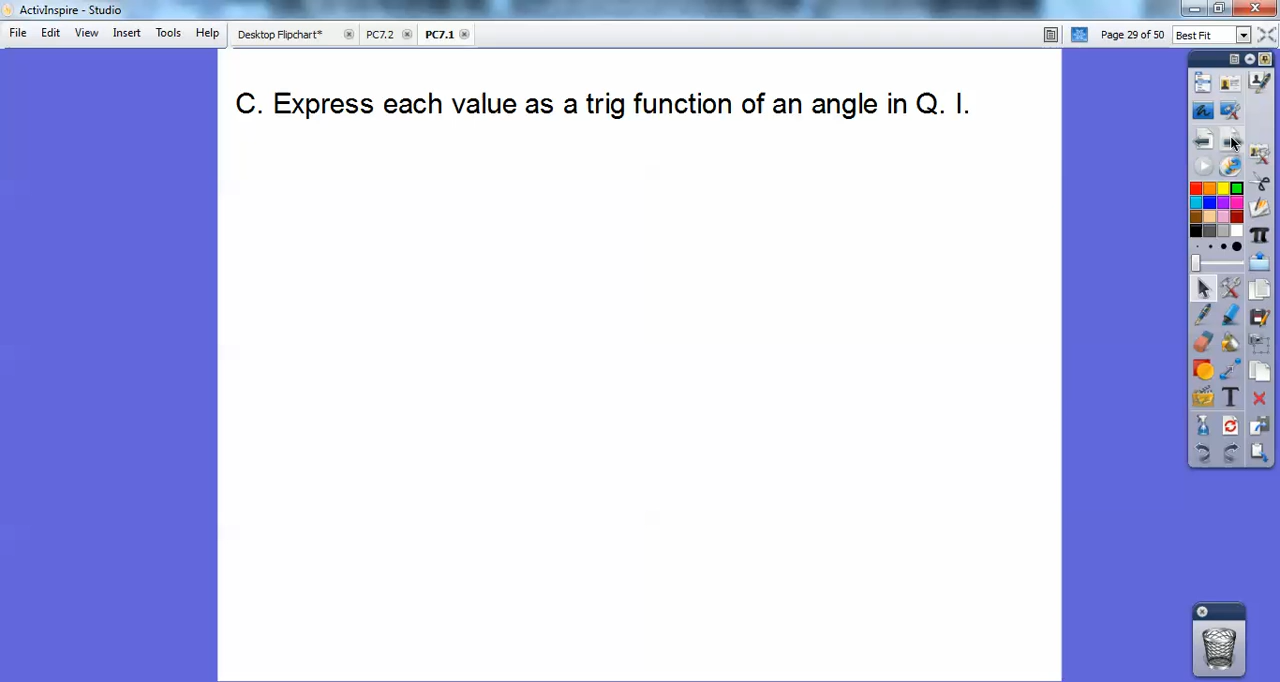 ActivInspire - Studio
File Edit View Insert Tools Help Desktop Flipchart* PC7.2 PC7.1 Page 29 of 50 Best Fit
C. Express each value as a trig function of an angle in Q. I.